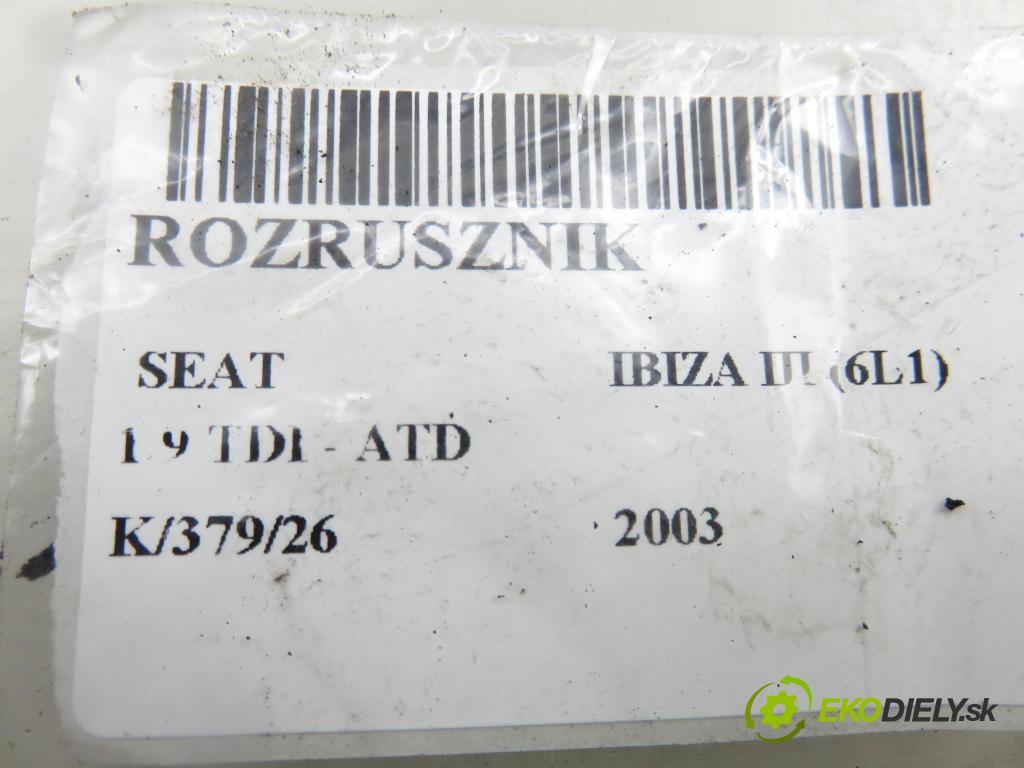 ROZRUSZNIK
SEAT IBIZA III (6L1)
1.9 TDI - ATD
K/379/26 2003
EKODIELY.sk